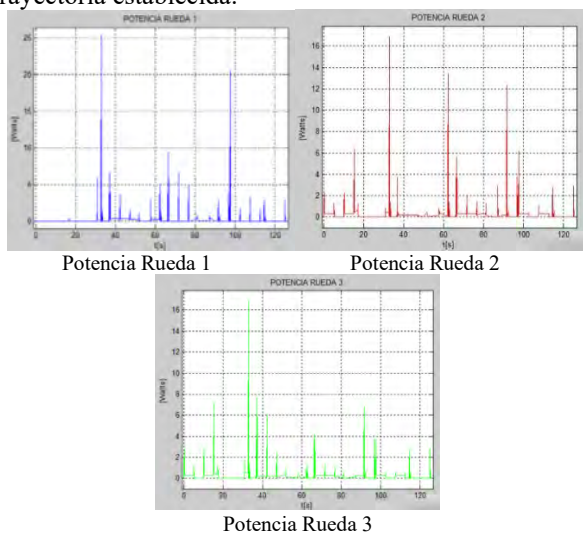 rayectoria establecida.
POTENCIA RUEDA 1
25
20
15
10
5
0
[Watts]
0 20 40 60 80 100 120
t[s]
Potencia Rueda 1
POTENCIA RUEDA 2
16
14
12
10
8
6
4
2
0
[Watts]
0 20 40 60 80 100 120
t[s]
Potencia Rueda 2
POTENCIA RUEDA 3
16
14
12
10
8
6
4
2
0
[Watts]
0 20 40 60 80 100 120
t[s]
Potencia Rueda 3